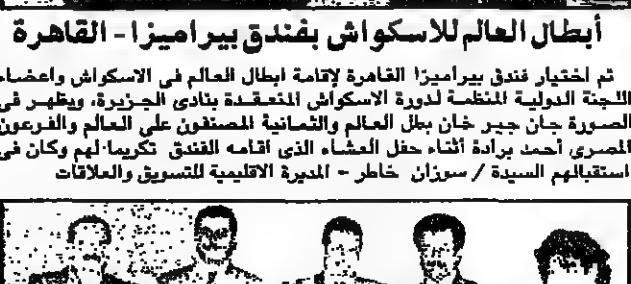 أبطال العالم للاسكواش بفندق بيراميزا - القاهرة
تم اختيار فندق بيراميزا القاهرة لإقامة ابطال العالم فى الاسكواش واعضاء
اللجنة الدولية المنظمة لدورة الاسكواش المنعقدة بنادى الجزيرة، ويظهر فى
الصورة جان جير خان بطل العالم والثمانية المصنفون على العالم والفرعون
المصرى أحمد برادة أثناء حفل العشاء الذى اقامه الفندق تكريما لهم وكان فى
استقبالهم السيدة / سوزان خاطر - المديرة الاقليمية للتسويق والعلاقات